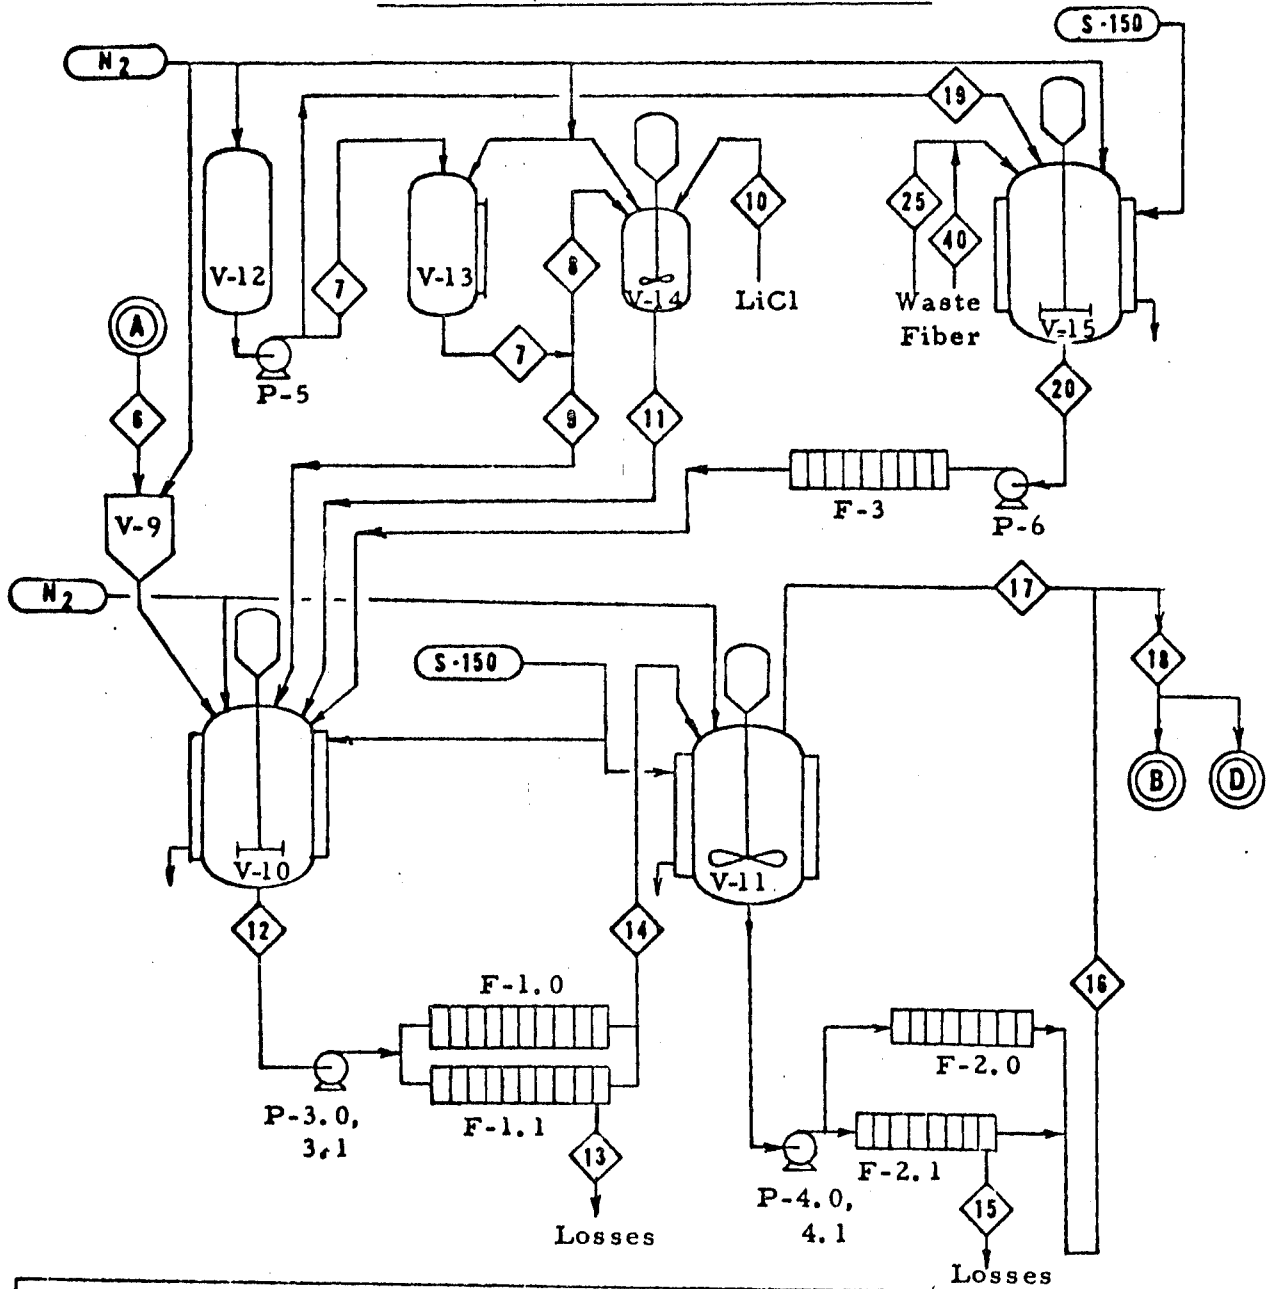 S-150
N2
19
10
25
40
8
7
V-12
V-13
V-14
LiCl
Waste
Fiber
V-15
A
7
P-5
20
6
9
11
V-9
F-3
P-6
N2
17
S-150
18
B
D
V-10
V-11
12
14
16
F-1.0
F-2.0
P-3.0,
3.1
F-1.1
13
F-2.1
P-4.0,
4.1
15
Losses
Losses